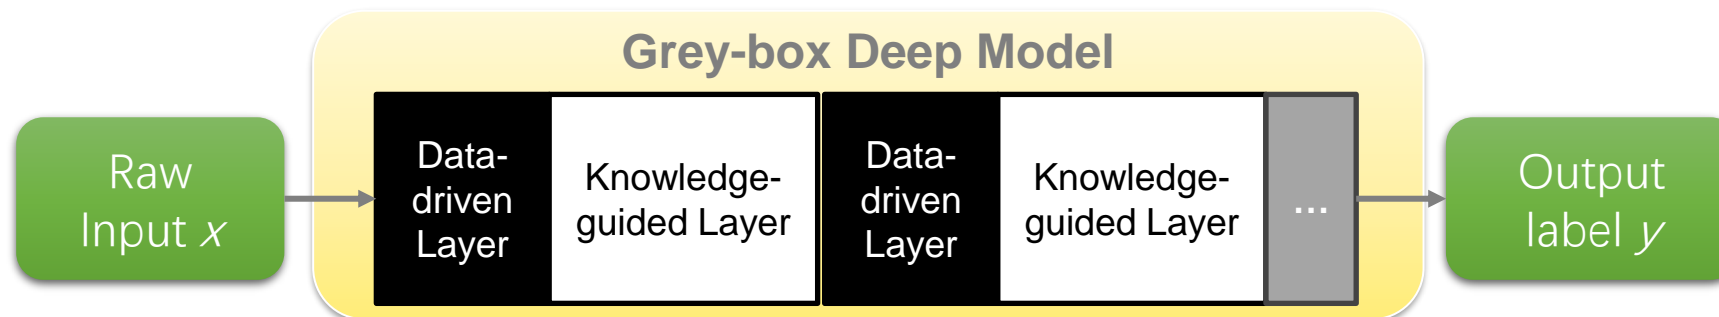 Grey-box Deep Model
Raw
Input x
Data-
driven
Layer
Knowledge-
guided Layer
Data-
driven
Layer
Knowledge-
guided Layer
...
Output
label y